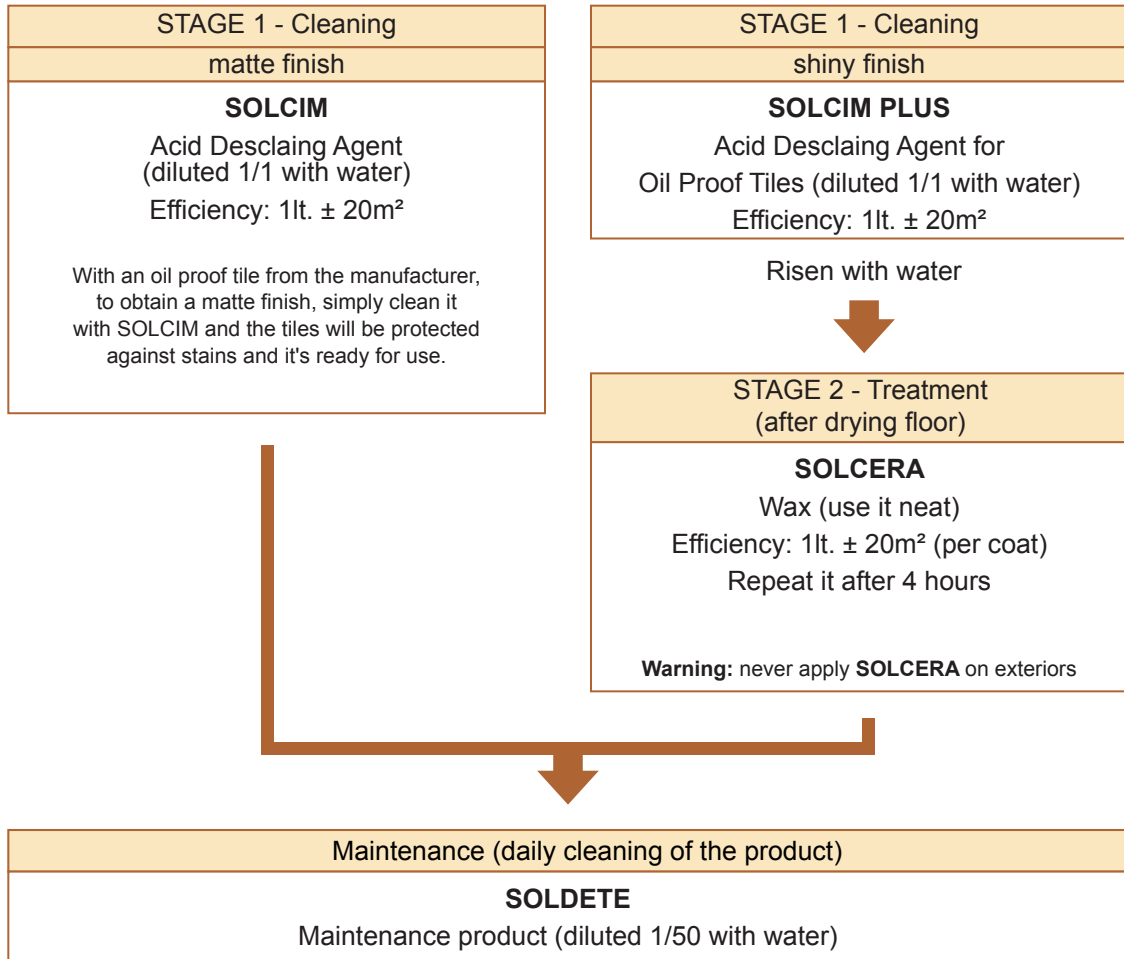 STAGE 1 - Cleaning
matte finish
SOLCIM
Acid Desclaing Agent
(diluted 1/1 with water)
Efficiency: 1lt. ± 20m²
With an oil proof tile from the manufacturer,
to obtain a matte finish, simply clean it
with SOLCIM and the tiles will be protected
against stains and it's ready for use.
STAGE 1 - Cleaning
shiny finish
SOLCIM PLUS
Acid Desclaing Agent for
Oil Proof Tiles (diluted 1/1 with water)
Efficiency: 1lt. ± 20m²
Risen with water
STAGE 2 - Treatment
(after drying floor)
SOLCERA
Wax (use it neat)
Efficiency: 1lt. ± 20m² (per coat)
Repeat it after 4 hours
Warning: never apply SOLCERA on exteriors
Maintenance (daily cleaning of the product)
SOLDETE
Maintenance product (diluted 1/50 with water)